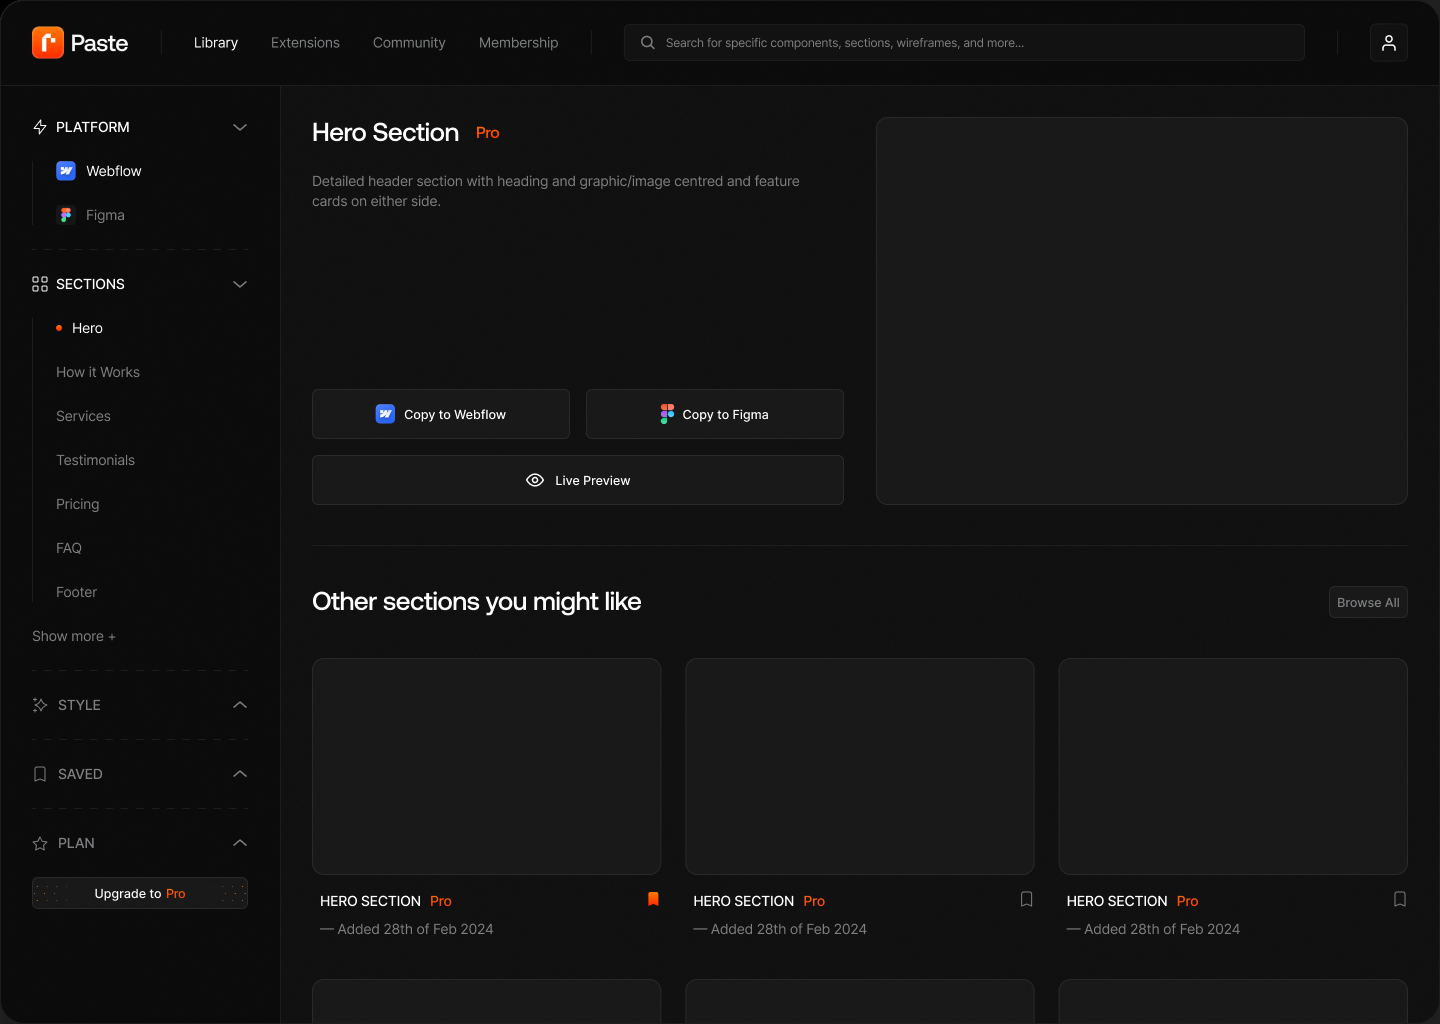 Paste
Library
Extensions
Community
Membership
Search for specific components, sections, wireframes, and more...
PLATFORM
Webflow
Figma
SECTIONS
Hero
How it Works
Services
Testimonials
Pricing
FAQ
Footer
Show more +
STYLE
SAVED
PLAN
Upgrade to Pro
Hero Section Pro
Detailed header section with heading and graphic/image centred and feature
cards on either side.
Copy to Webflow
Copy to Figma
Live Preview
Other sections you might like
Browse All
HERO SECTION Pro
— Added 28th of Feb 2024
HERO SECTION Pro
— Added 28th of Feb 2024
HERO SECTION Pro
— Added 28th of Feb 2024